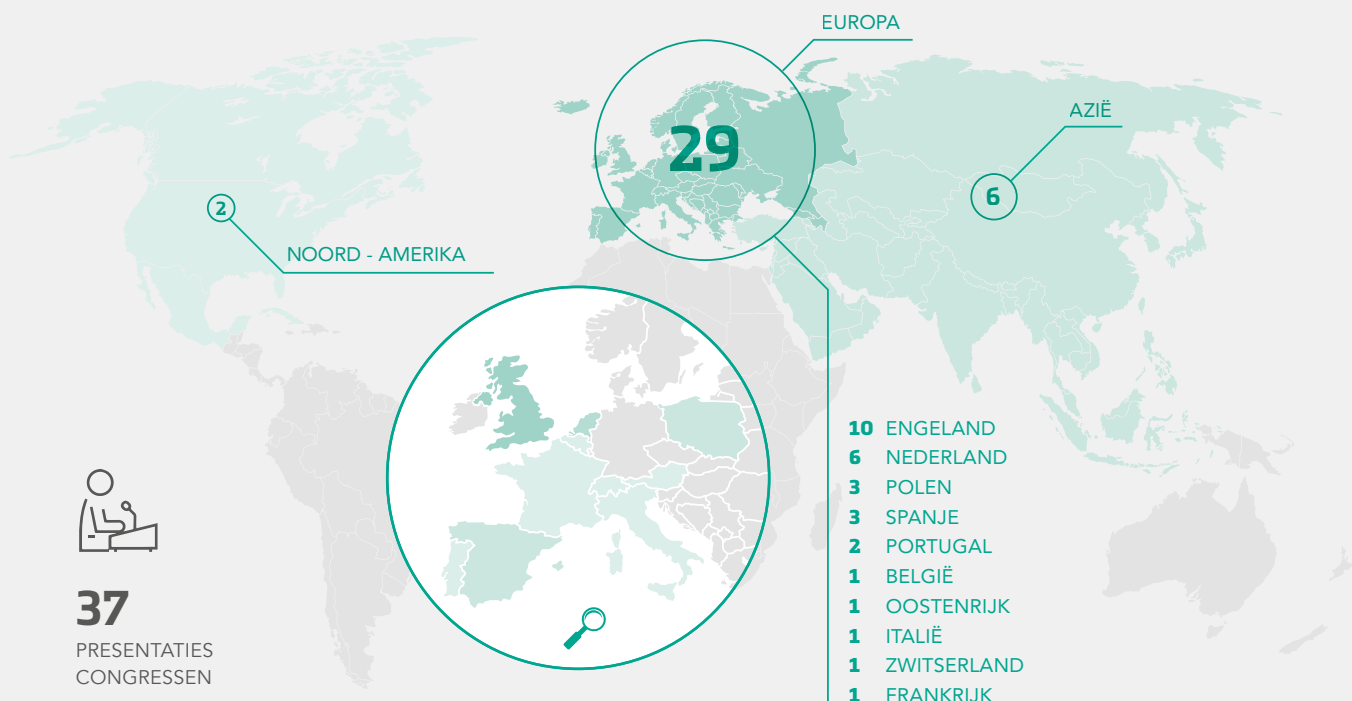 EUROPA
29
AZIË
6
2
NOORD - AMERIKA
10 ENGELAND
6 NEDERLAND
3 POLEN
3 SPANJE
2 PORTUGAL
1 BELGIË
1 OOSTENRIJK
1 ITALIË
1 ZWITSERLAND
1 FRANKRIJK
37
PRESENTATIES
CONGRESSEN